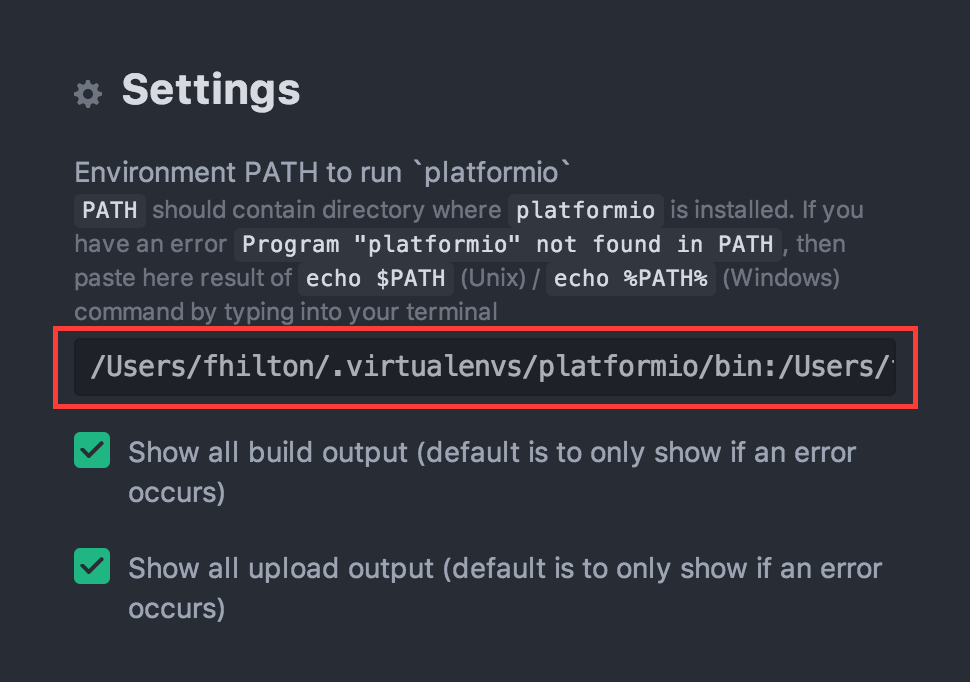 Settings
Environment PATH to run `platformio`
PATH should contain directory where platformio is installed. If you
have an error Program "platformio" not found in PATH, then
paste here result of echo $PATH (Unix) / echo %PATH% (Windows)
command by typing into your terminal
/Users/fhilton/.virtualenvs/platformio/bin:/Users/
Show all build output (default is to only show if an error
occurs)
Show all upload output (default is to only show if an error
occurs)